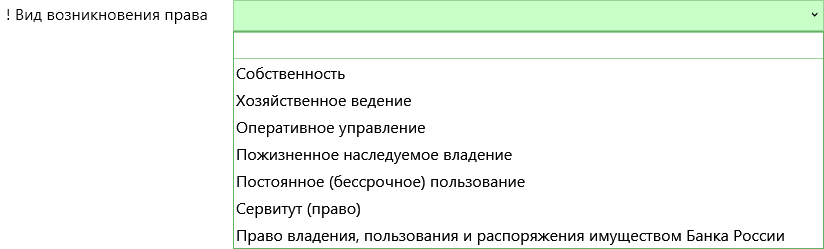 ! Вид возникновения права
Собственность
Хозяйственное ведение
Оперативное управление
Пожизненное наследуемое владение
Постоянное (бессрочное) пользование
Сервитут (право)
Право владения, пользования и распоряжения имуществом Банка России